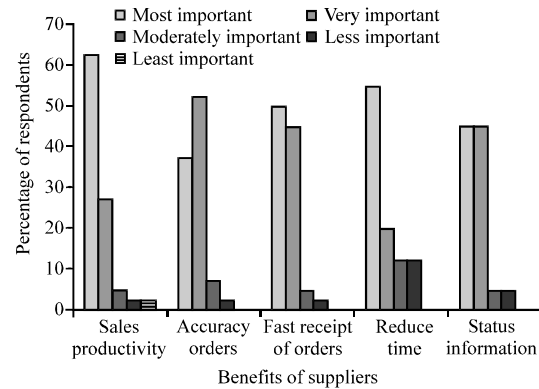 70
60
50
40
30
20
10
0
Percentage of respondents
Most important
Very important
Moderately important
Less important
Least important
Sales
productivity
Accuracy
orders
Fast receipt
of orders
Reduce
time
Status
information
Benefits of suppliers